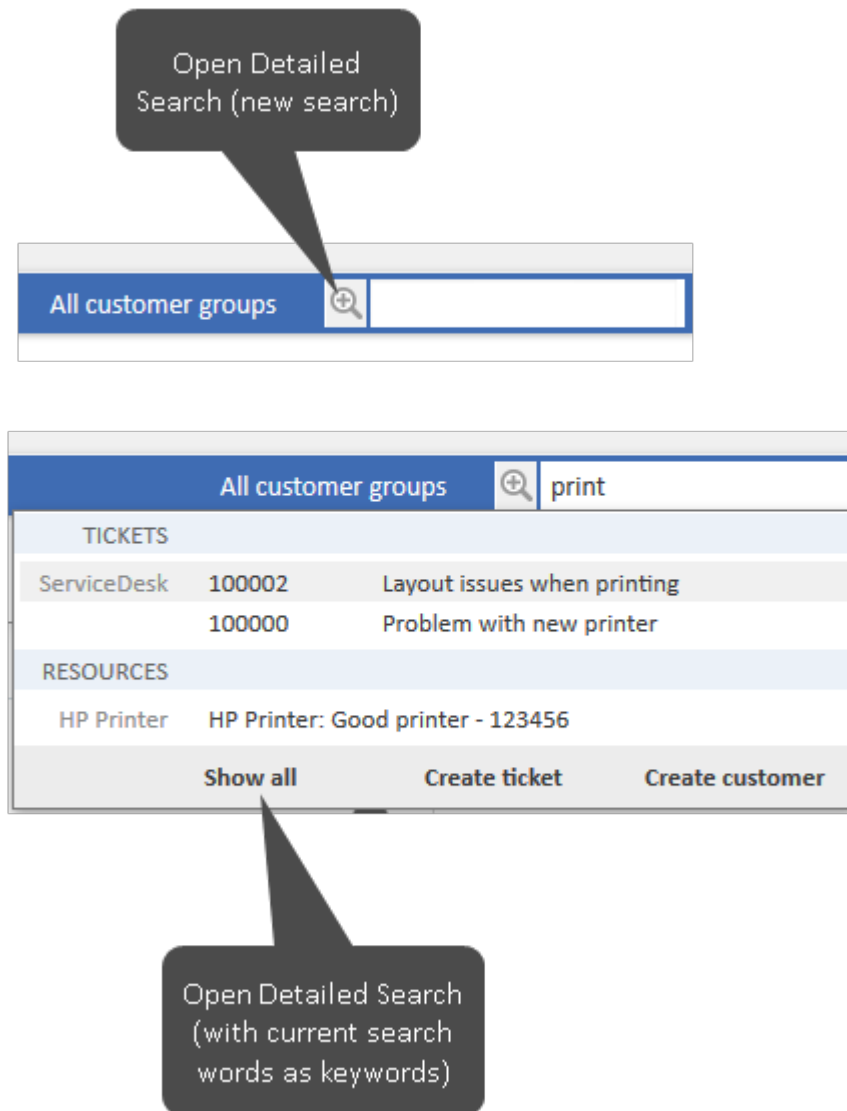 Open Detailed
Search (new search)
All customer groups
All customer groups print
TICKETS
ServiceDesk 100002 Layout issues when printing
100000 Problem with new printer
RESOURCES
HP Printer HP Printer: Good printer - 123456
Show all Create ticket Create customer
Open Detailed Search
(with current search
words as keywords)